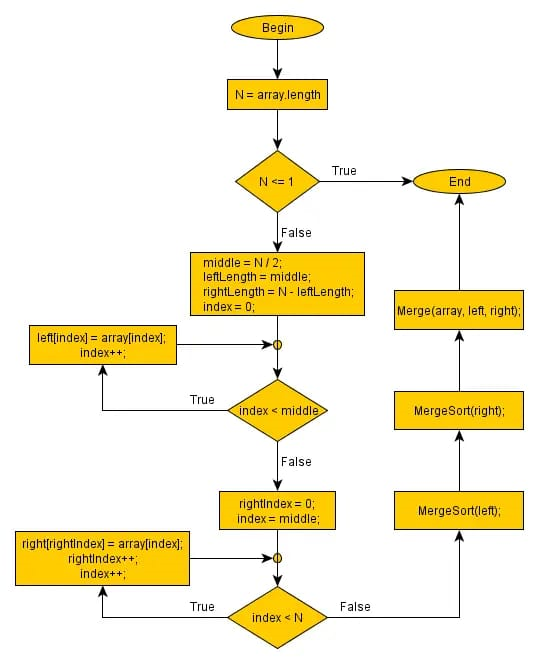 Begin
N = array.length
N <= 1
True
End
False
middle = N / 2;
leftLength = middle;
rightLength = N - leftLength;
index = 0;
left[index] = array[index];
index++;
index < middle
True
False
rightIndex = 0;
index = middle;
right[rightIndex] = array[index];
rightIndex++;
index++;
index < N
True
False
MergeSort(left);
MergeSort(right);
Merge(array, left, right);